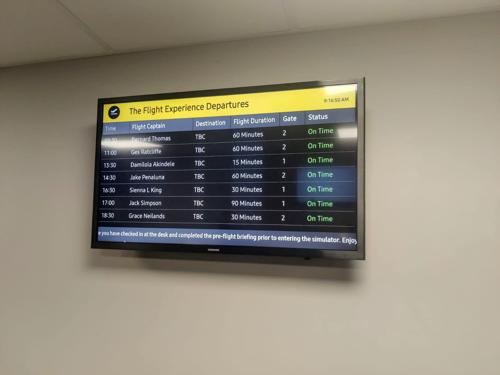 The Flight Experience Departures
9:16:50 AM
Time Flight Captain Destination Flight Duration Gate Status
Thomas TBC 60 Minutes 2 On Time
11:00 Ges Ratcliffe TBC 60 Minutes 2 On Time
13:30 Damilola Akindele TBC 15 Minutes 1 On Time
14:30 Jake Penaluna TBC 60 Minutes 2 On Time
16:30 Sienna L King TBC 30 Minutes 1 On Time
17:00 Jack Simpson TBC 90 Minutes 1 On Time
18:30 Grace Neilands TBC 30 Minutes 2 On Time
e you have checked in at the desk and completed the pre-flight briefing prior to entering the simulator. Enjoy
SAMSUNG